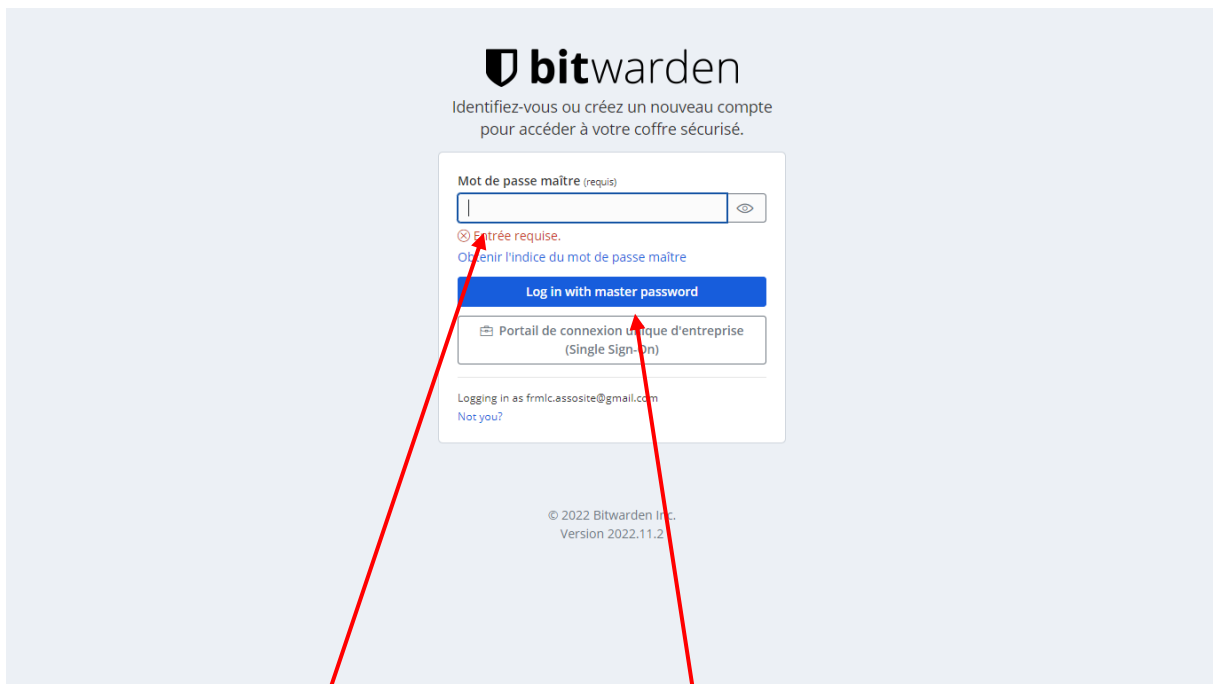 bitwarden
Identifiez-vous ou créez un nouveau compte
pour accéder à votre coffre sécurisé.
Mot de passe maître (requis)
Entrée requise.
Obtenir l'indice du mot de passe maître
Log in with master password
Portail de connexion unique d'entreprise
(Single Sign-On)
Logging in as frmlc.assosite@gmail.com
Not you?
© 2022 Bitwarden Inc.
Version 2022.11.2